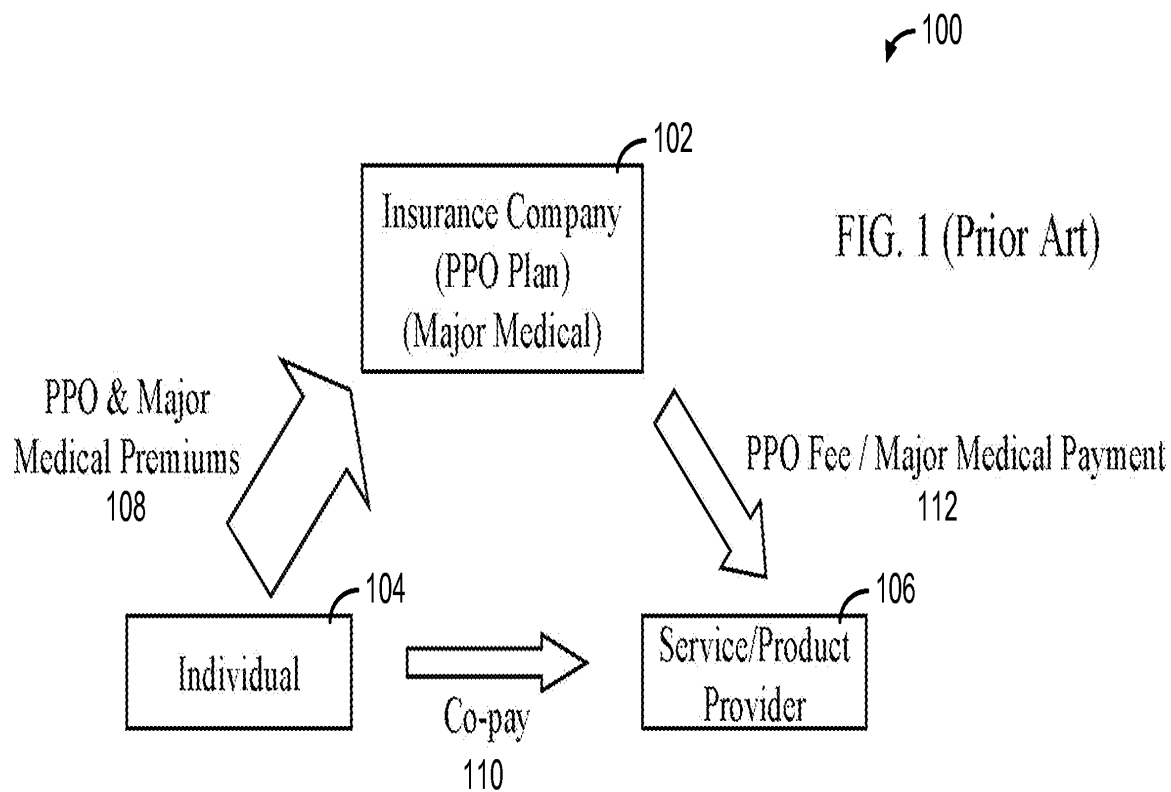 100
102
Insurance Company
(PPO Plan)
(Major Medical)
FIG. 1 (Prior Art)
PPO & Major
Medical Premiums
108
PPO Fee / Major Medical Payment
112
104
Individual
106
Service/Product
Provider
Co-pay
110